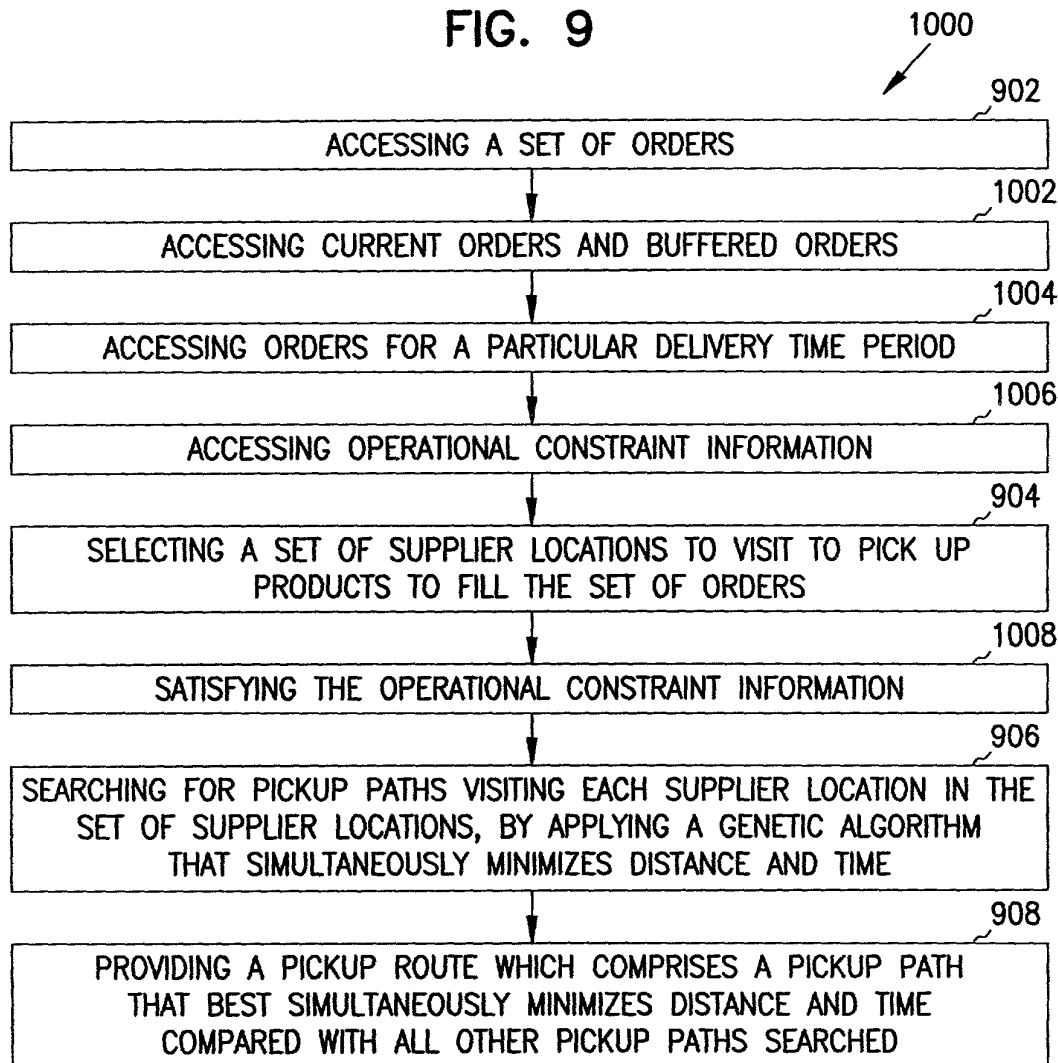 FIG. 9
1000
902
ACCESSING A SET OF ORDERS
1002
ACCESSING CURRENT ORDERS AND BUFFERED ORDERS
1004
ACCESSING ORDERS FOR A PARTICULAR DELIVERY TIME PERIOD
1006
ACCESSING OPERATIONAL CONSTRAINT INFORMATION
904
SELECTING A SET OF SUPPLIER LOCATIONS TO VISIT TO PICK UP
PRODUCTS TO FILL THE SET OF ORDERS
1008
SATISFYING THE OPERATIONAL CONSTRAINT INFORMATION
906
SEARCHING FOR PICKUP PATHS VISITING EACH SUPPLIER LOCATION IN THE
SET OF SUPPLIER LOCATIONS, BY APPLYING A GENETIC ALGORITHM
THAT SIMULTANEOUSLY MINIMIZES DISTANCE AND TIME
908
PROVIDING A PICKUP ROUTE WHICH COMPRISES A PICKUP PATH
THAT BEST SIMULTANEOUSLY MINIMIZES DISTANCE AND TIME
COMPARED WITH ALL OTHER PICKUP PATHS SEARCHED